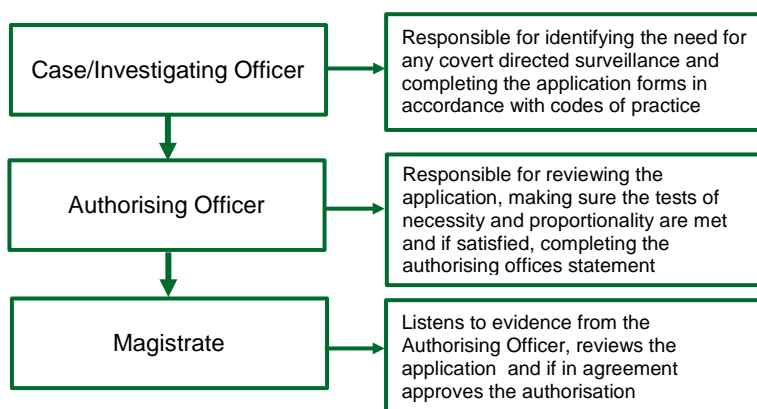 Case/Investigating Officer
Responsible for identifying the need for
any covert directed surveillance and
completing the application forms in
accordance with codes of practice
Authorising Officer
Responsible for reviewing the
application, making sure the tests of
necessity and proportionality are met
and if satisfied, completing the
authorising offices statement
Magistrate
Listens to evidence from the
Authorising Officer, reviews the
application and if in agreement
approves the authorisation